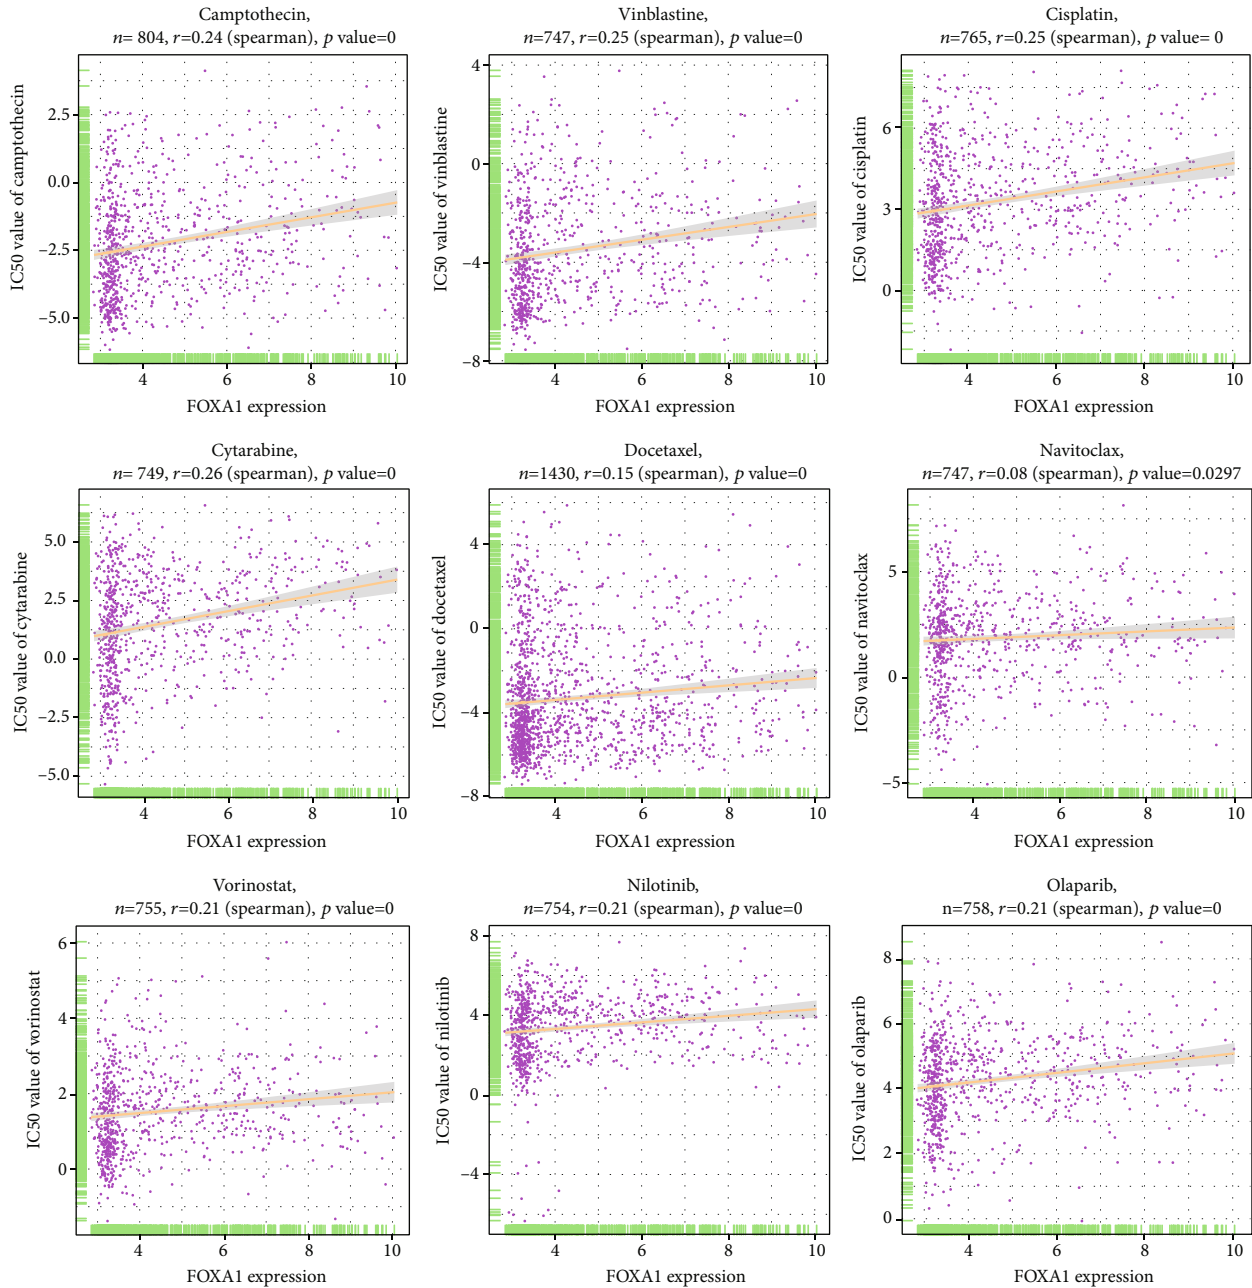 Camptothecin,
n= 804, r=0.24 (spearman), p value=0
IC50 value of camptothecin
2.5
0.0
−2.5
−5.0
4 6 8 10
FOXA1 expression
Vinblastine,
n=747, r=0.25 (spearman), p value=0
IC50 value of vinblastine
4
0
−4
−8
4 6 8 10
FOXA1 expression
Cisplatin,
n=765, r=0.25 (spearman), p value= 0
IC50 value of cisplatin
6
3
0
4 6 8 10
FOXA1 expression
Cytarabine,
n= 749, r=0.26 (spearman), p value=0
IC50 value of cytarabine
5.0
2.5
0.0
−2.5
−5.0
4 6 8 10
FOXA1 expression
Docetaxel,
n=1430, r=0.15 (spearman), p value=0
IC50 value of docetaxel
4
0
−4
−8
4 6 8 10
FOXA1 expression
Navitoclax,
n=747, r=0.08 (spearman), p value=0.0297
IC50 value of navitoclax
5
0
−5
4 6 8 10
FOXA1 expression
Vorinostat,
n=755, r=0.21 (spearman), p value=0
IC50 value of vorinostat
6
4
2
0
4 6 8 10
FOXA1 expression
Nilotinib,
n=754, r=0.21 (spearman), p value=0
IC50 value of nilotinib
8
4
0
−4
4 6 8 10
FOXA1 expression
Olaparib,
n=758, r=0.21 (spearman), p value=0
IC50 value of olaparib
8
6
4
2
0
4 6 8 10
FOXA1 expression